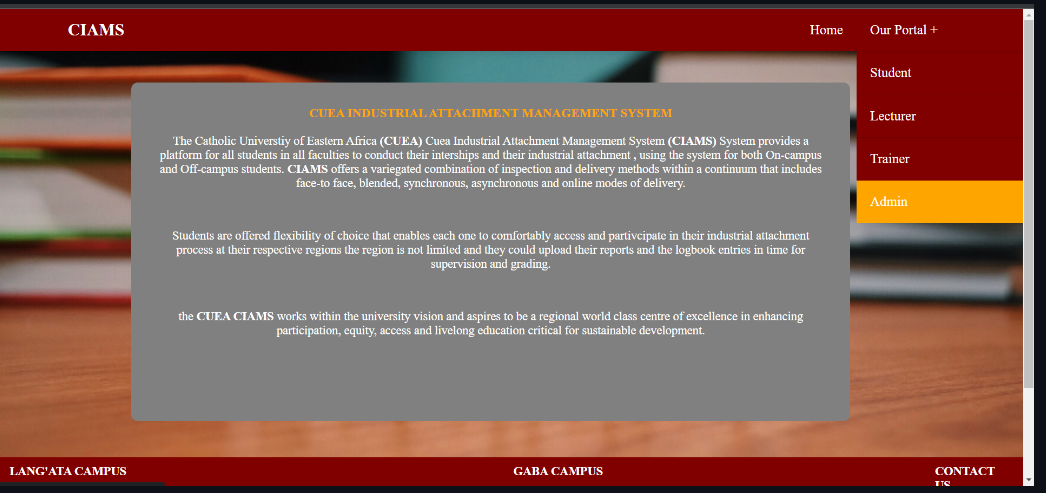 CIAMS
Home
Our Portal +
Student
Lecturer
Trainer
Admin
CUEA INDUSTRIAL ATTACHMENT MANAGEMENT SYSTEM
The Catholic Universtiy of Eastern Africa (CUEA) Cuea Industrial Attachment Management System (CIAMS) System provides a
platform for all students in all faculties to conduct their interships and their industrial attachment , using the system for both On-campus
and Off-campus students. CIAMS offers a variegated combination of inspection and delivery methods within a continuum that includes
face-to face, blended, synchronous, asynchronous and online modes of delivery.
Students are offered flexibility of choice that enables each one to comfortably access and partivcipate in their industrial attachment
process at their respective regions the region is not limited and they could upload their reports and the logbook entries in time for
supervision and grading.
the CUEA CIAMS works within the university vision and aspires to be a regional world class centre of excellence in enhancing
participation, equity, access and livelong education critical for sustainable development.
LANG'ATA CAMPUS
GABA CAMPUS
CONTACT
US